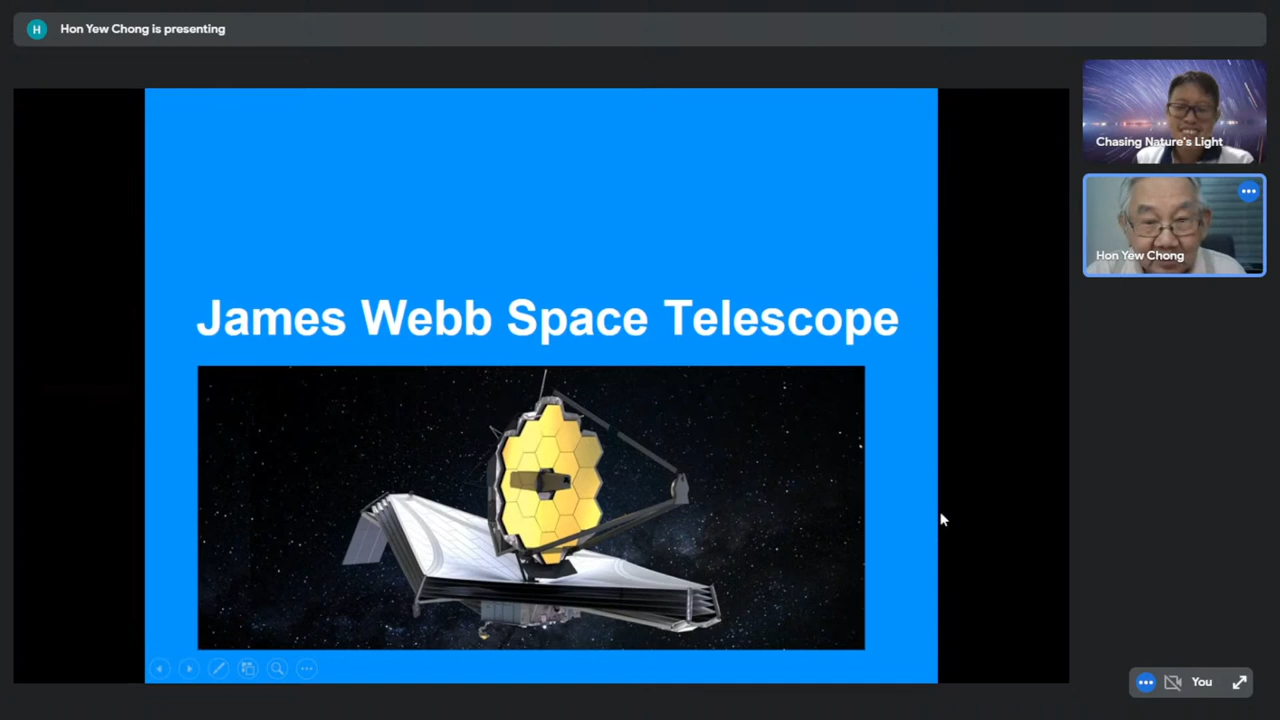 H
Hon Yew Chong is presenting
Chasing Nature's Light
Hon Yew Chong
James Webb Space Telescope
You